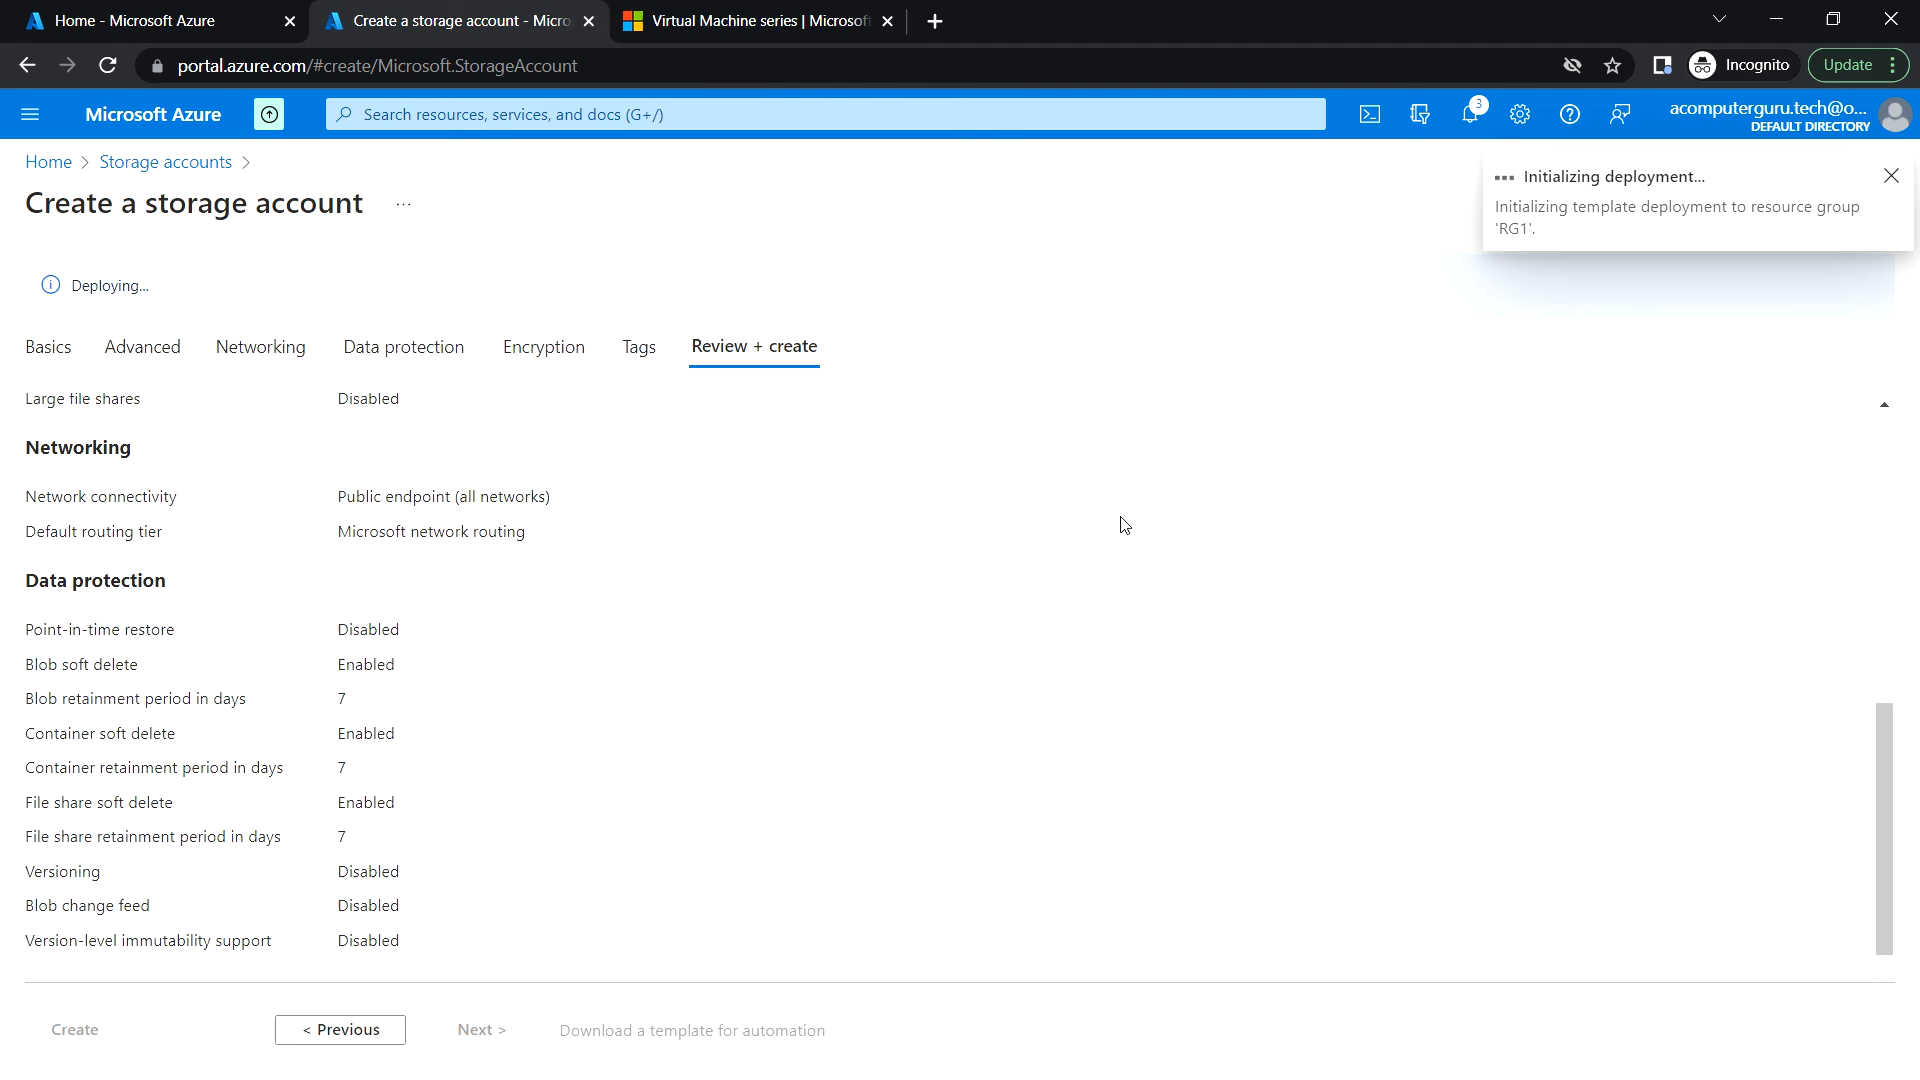 Home - Microsoft Azure
Create a storage account - Micro
Virtual Machine series | Microsof
portal.azure.com/#create/Microsoft.StorageAccount
Incognito
Update
Microsoft Azure
Search resources, services, and docs (G+/)
3
acomputerguru.tech@o...
DEFAULT DIRECTORY
Home > Storage accounts >
Create a storage account ...
Initializing deployment...
Initializing template deployment to resource group
'RG1'.
Deploying...
Basics Advanced Networking Data protection Encryption Tags Review + create
Large file shares Disabled
Networking
Network connectivity Public endpoint (all networks)
Default routing tier Microsoft network routing
Data protection
Point-in-time restore Disabled
Blob soft delete Enabled
Blob retainment period in days 7
Container soft delete Enabled
Container retainment period in days 7
File share soft delete Enabled
File share retainment period in days 7
Versioning Disabled
Blob change feed Disabled
Version-level immutability support Disabled
Create < Previous Next > Download a template for automation